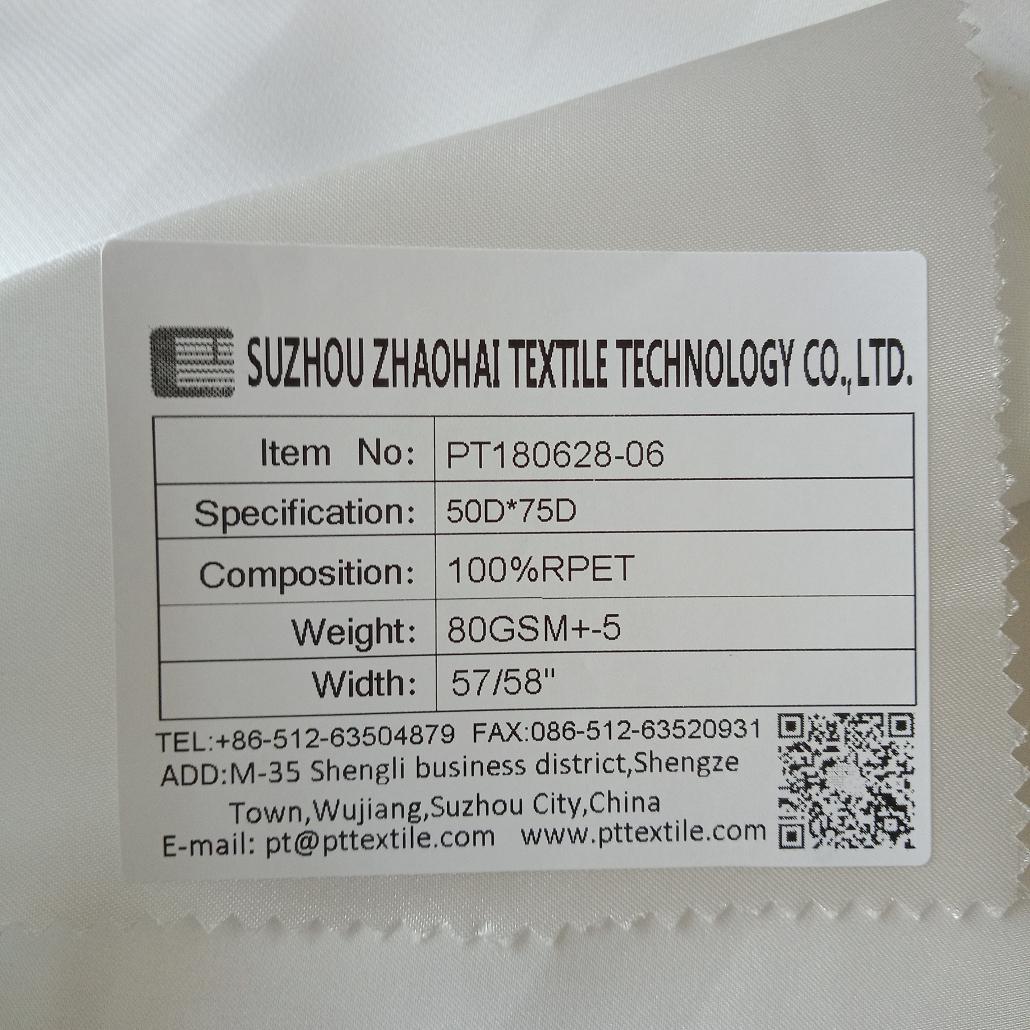 SUZHOU ZHAOHAI TEXTILE TECHNOLOGY CO.,LTD.
Item No: PT180628-06
Specification: 50D*75D
Composition: 100%RPET
Weight: 80GSM+-5
Width: 57/58"
TEL:+86-512-63504879 FAX:086-512-63520931
ADD:M-35 Shengli business district,Shengze
Town,Wujiang,Suzhou City,China
E-mail: pt@pttextile.com www.pttextile.com